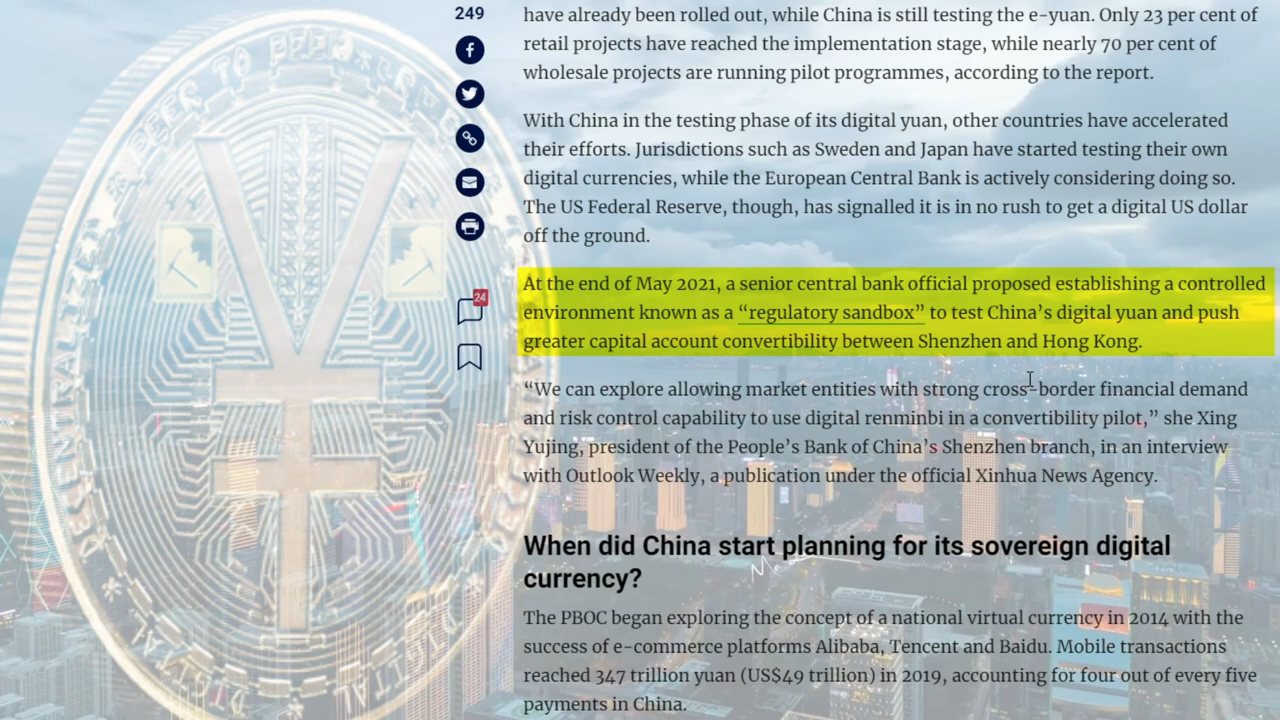 249
have already been rolled out, while China is still testing the e-yuan. Only 23 per cent of
retail projects have reached the implementation stage, while nearly 70 per cent of
wholesale projects are running pilot programmes, according to the report.
With China in the testing phase of its digital yuan, other countries have accelerated
their efforts. Jurisdictions such as Sweden and Japan have started testing their own
digital currencies, while the European Central Bank is actively considering doing so.
The US Federal Reserve, though, has signalled it is in no rush to get a digital US dollar
off the ground.
24
At the end of May 2021, a senior central bank official proposed establishing a controlled
environment known as a “regulatory sandbox” to test China’s digital yuan and push
greater capital account convertibility between Shenzhen and Hong Kong.
“We can explore allowing market entities with strong cross-border financial demand
and risk control capability to use digital renminbi in a convertibility pilot,” she Xing
Yujing, president of the People’s Bank of China’s Shenzhen branch, in an interview
with Outlook Weekly, a publication under the official Xinhua News Agency.
When did China start planning for its sovereign digital
currency?
The PBOC began exploring the concept of a national virtual currency in 2014 with the
success of e-commerce platforms Alibaba, Tencent and Baidu. Mobile transactions
reached 347 trillion yuan (US$49 trillion) in 2019, accounting for four out of every five
payments in China.